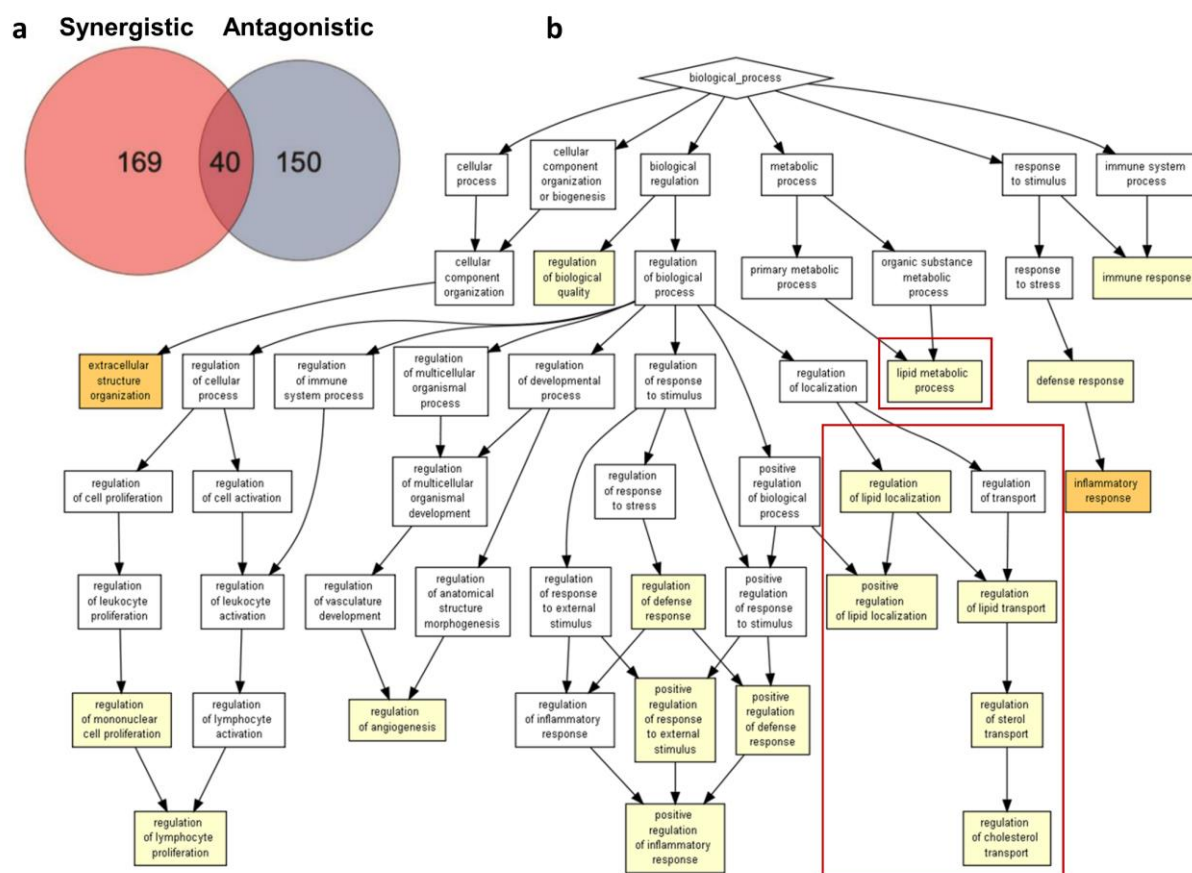 a
Synergistic
Antagonistic
169
40
150
b
biological_process
cellular
process
cellular
component
organization
or biogenesis
biological
regulation
metabolic
process
response
to stimulus
immune system
process
cellular
component
organization
regulation
of biological
quality
regulation
of biological
process
primary metabolic
process
organic substance
metabolic
process
response
to stress
immune response
extracellular
structure
organization
regulation
of cellular
process
regulation
of immune
system process
regulation
of multicellular
organismal
process
regulation
of developmental
process
regulation
of response
to stimulus
regulation
of localization
lipid metabolic
process
defense response
regulation
of cell proliferation
regulation
of cell activation
regulation
of multicellular
organismal
development
regulation
of response
to stress
positive
regulation
of biological
process
regulation
of lipid localization
regulation
of transport
inflammatory
response
regulation
of leukocyte
proliferation
regulation
of leukocyte
activation
regulation
of vasculature
development
regulation
of anatomical
structure
morphogenesis
regulation
of response
to external
stimulus
regulation
of defense
response
positive
regulation
of response
to stimulus
positive
regulation
of lipid localization
regulation
of lipid transport
regulation
of mononuclear
cell proliferation
regulation
of lymphocyte
activation
regulation
of angiogenesis
regulation
of inflammatory
response
positive
regulation
of response
to external
stimulus
positive
regulation
of defense
response
regulation
of sterol
transport
regulation
of lymphocyte
proliferation
positive
regulation
of inflammatory
response
regulation
of cholesterol
transport